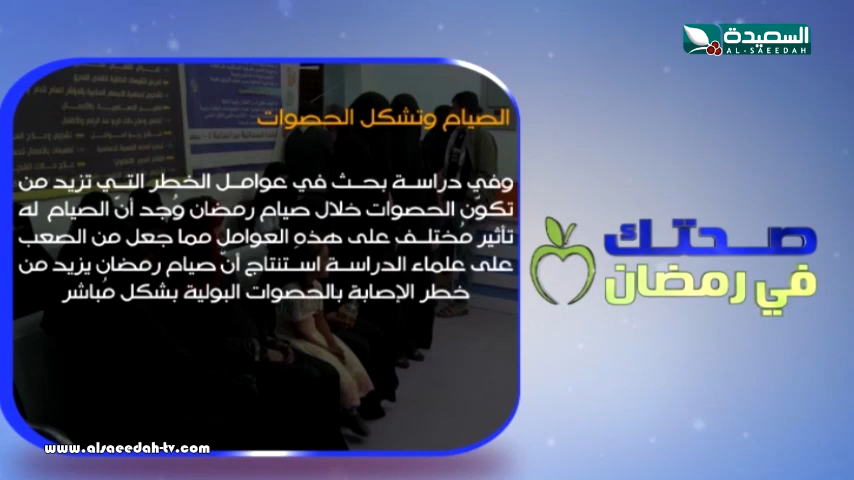 السعيدة
AL-SAEEDAH
الصيام وتشكل الحصوات
وفي دراسة بحث في عوامل الخطر التي تزيد من
تكوّن الحصوات خلال صيام رمضان وُجد أنّ الصيام له
تأثير مُختلف على هذهِ العوامل مما جعل من الصعب
على علماء الدراسة استنتاج أنّ صيام رمضان يزيد من
خطر الإصابة بالحصوات البولية بشكل مُباشر
صحتك
في رمضان
www.alsaeedah-tv.com